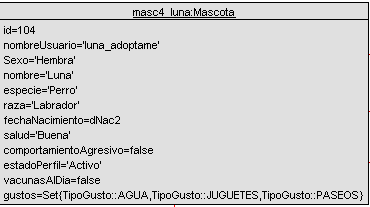 masc4_luna:Mascota
id=104
nombreUsuario='luna_adoptame'
Sexo='Hembra'
nombre='Luna'
especie='Perro'
raza='Labrador'
fechaNacimiento=dNac2
salud='Buena'
comportamientoAgresivo=false
estadoPerfil='Activo'
vacunasAlDia=false
gustos=Set{TipoGusto::AGUA,TipoGusto::JUGUETES,TipoGusto::PASEOS}